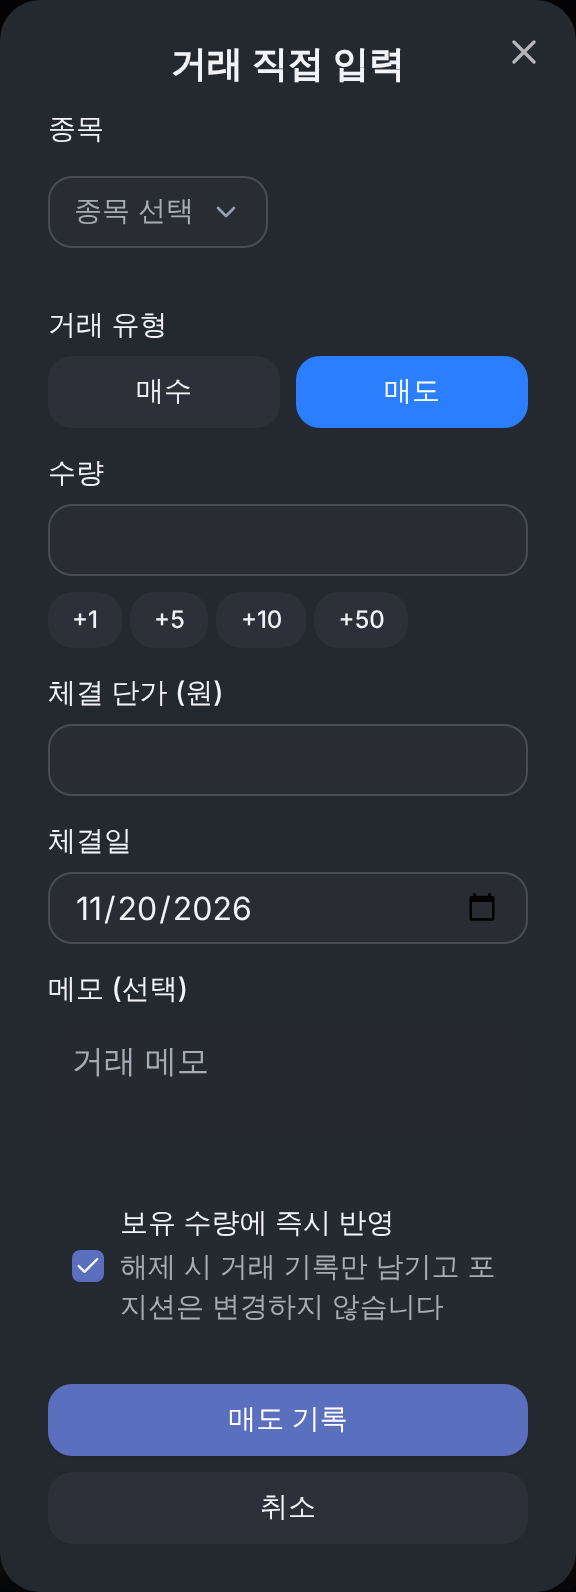 거래 직접 입력
종목
종목 선택
거래 유형
매수
매도
수량
+1
+5
+10
+50
체결 단가 (원)
체결일
11/20/2026
메모 (선택)
거래 메모
보유 수량에 즉시 반영
해제 시 거래 기록만 남기고 포
지션은 변경하지 않습니다
매도 기록
취소